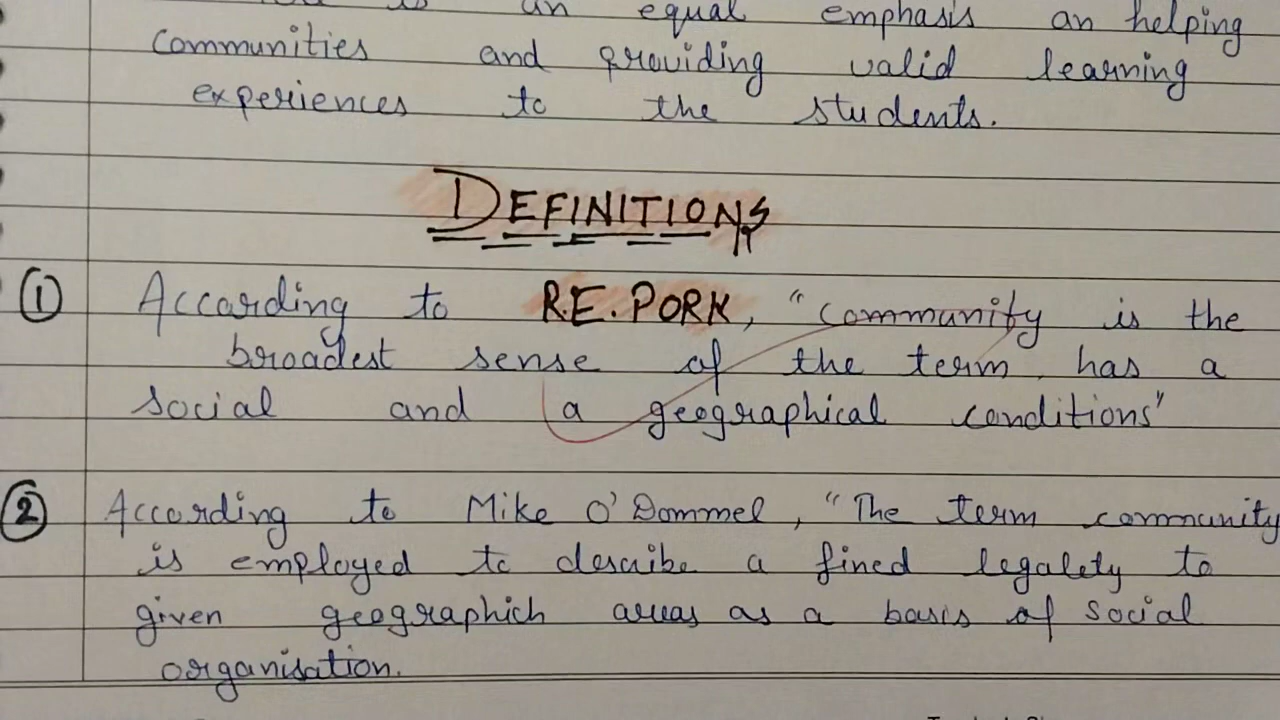 is an equal emphasis an helping
communities and providing valid learning
experiences to the students.
DEFINITIONS
① According to R.E. PORK, "community is the
broadest sense of the term has a
social and a geographical conditions"
② According to Mike O'Dommel, "The term community
is employed to describe a fined legalety to
given geographich areas as a basis of social
organisation.